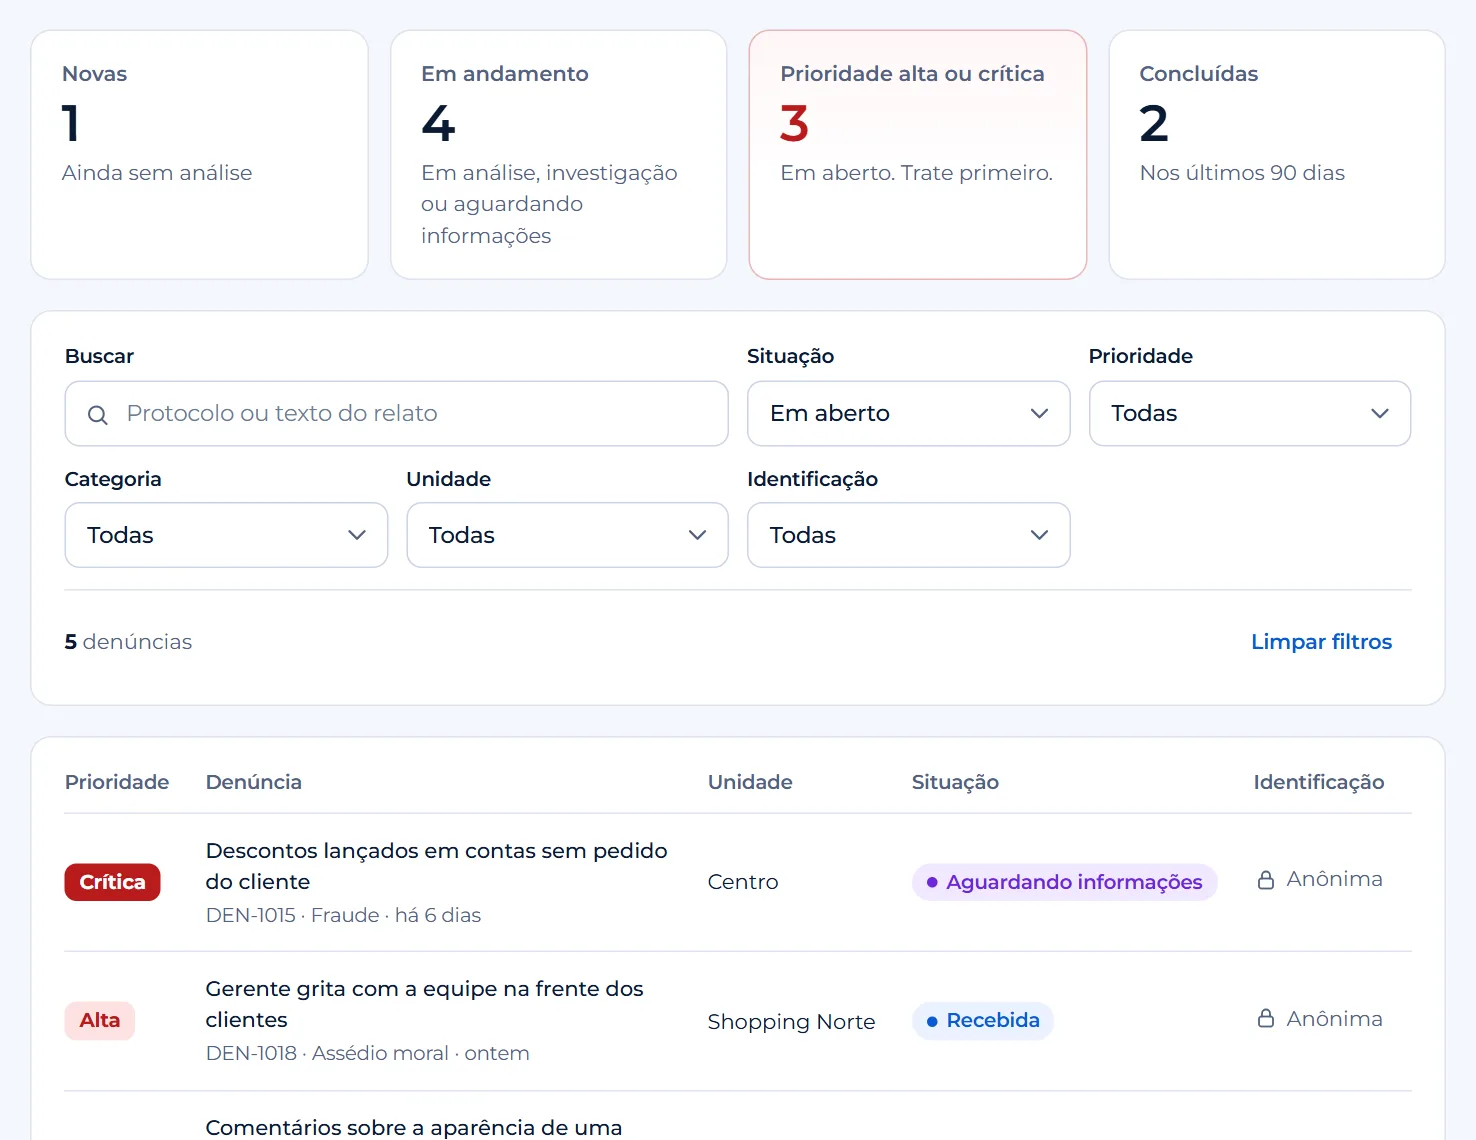 Novas
1
Ainda sem análise
Em andamento
4
Em análise, investigação
ou aguardando
informações
Prioridade alta ou crítica
3
Em aberto. Trate primeiro.
Concluídas
2
Nos últimos 90 dias
Buscar
Protocolo ou texto do relato
Situação
Em aberto
Prioridade
Todas
Categoria
Todas
Unidade
Todas
Identificação
Todas
5 denúncias
Limpar filtros
Prioridade Denúncia Unidade Situação Identificação
Crítica
Descontos lançados em contas sem pedido
do cliente
DEN-1015 · Fraude · há 6 dias
Centro
Aguardando informações
Anônima
Alta
Gerente grita com a equipe na frente dos
clientes
DEN-1018 · Assédio moral · ontem
Shopping Norte
Recebida
Anônima
Comentários sobre a aparência de uma